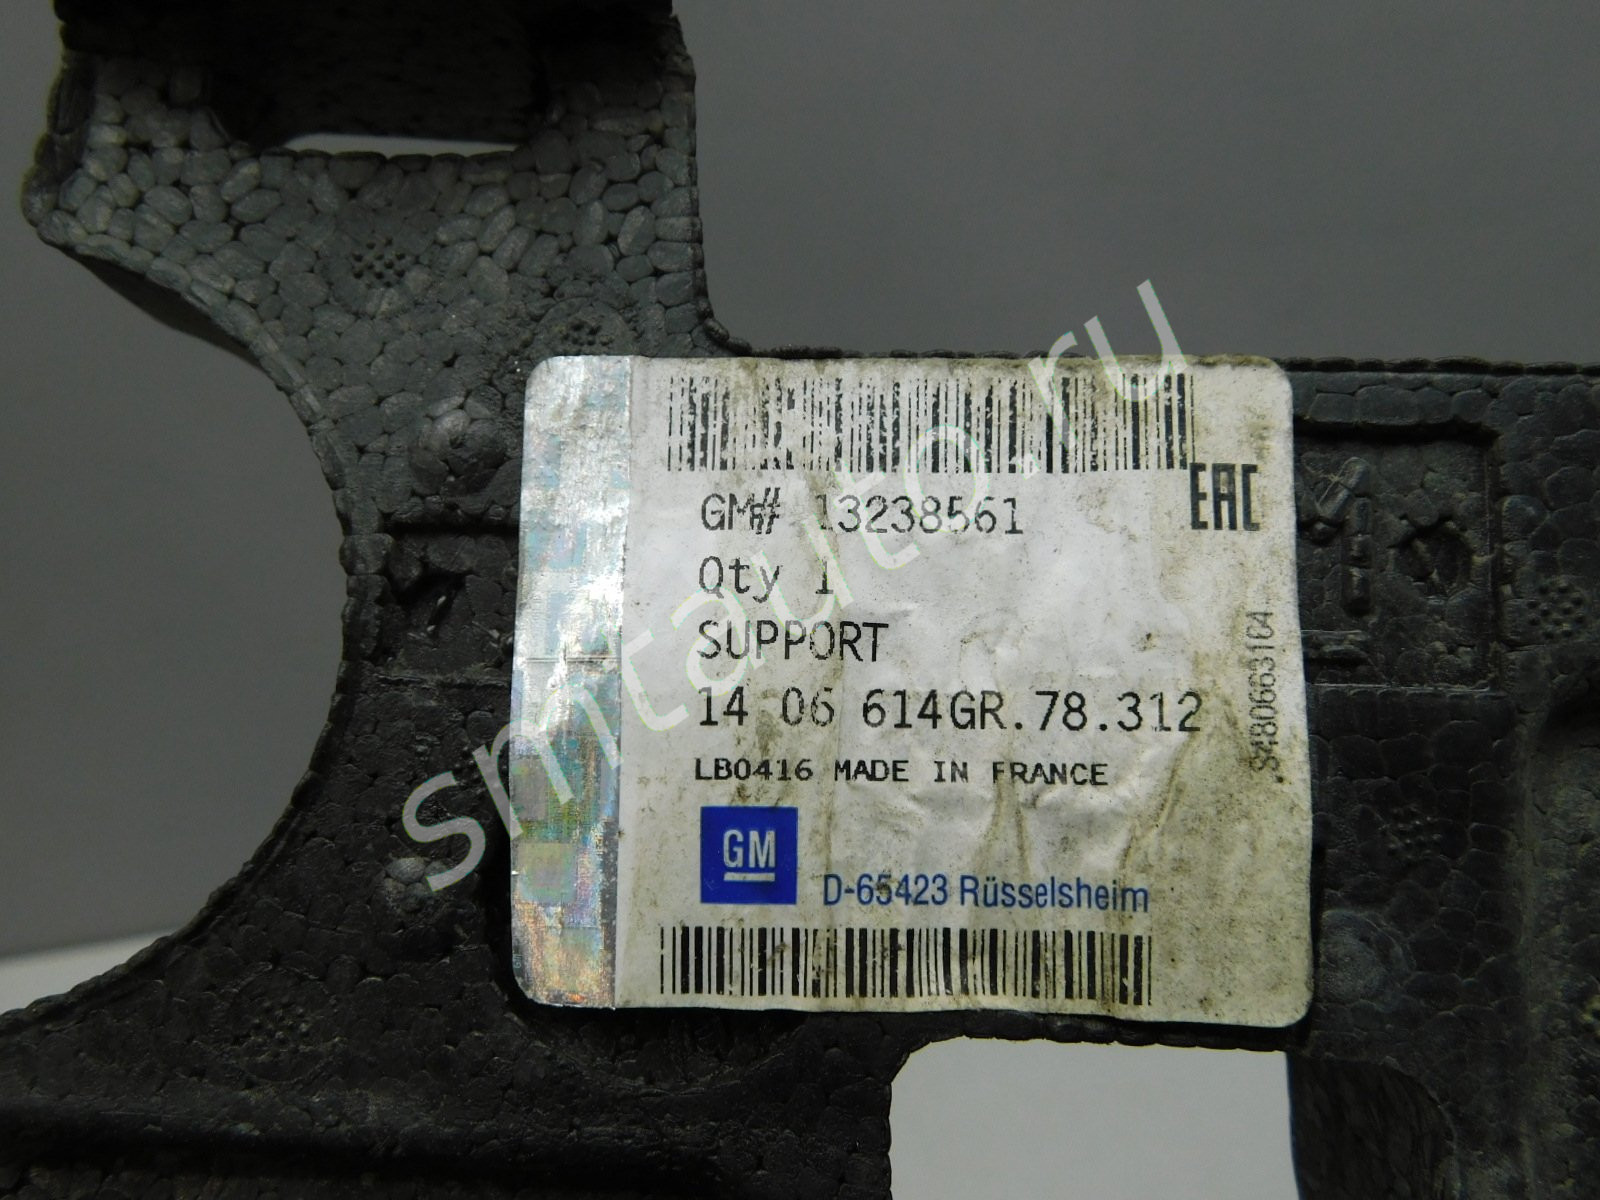 GM# 13238561
EAC
Qty 1
SUPPORT
14 06 614GR.78.312
LB0416 MADE IN FRANCE
GM
D-65423 Rüsselsheim
smtauto.ru